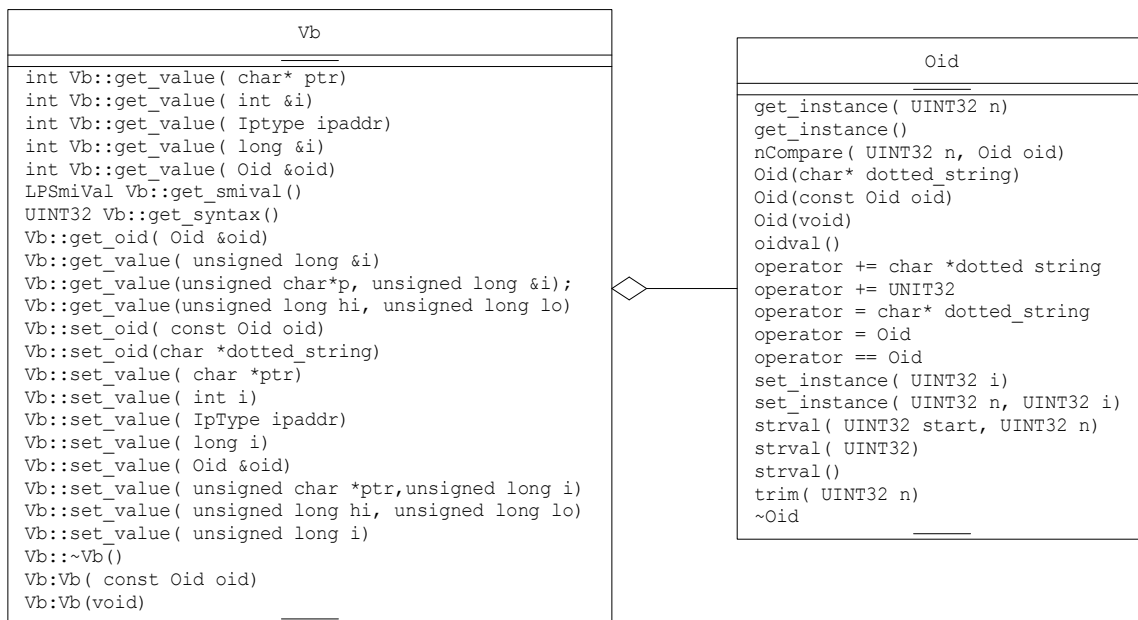 Vb
int Vb::get_value( char* ptr)
int Vb::get_value( int &i)
int Vb::get_value( Iptype ipaddr)
int Vb::get_value( long &i)
int Vb::get_value( Oid &oid)
LPSmiVal Vb::get_smival()
UINT32 Vb::get_syntax()
Vb::get_oid( Oid &oid)
Vb::get_value( unsigned long &i)
Vb::get_value(unsigned char*p, unsigned long &i);
Vb::get_value(unsigned long hi, unsigned long lo)
Vb::set_oid( const Oid oid)
Vb::set_oid(char *dotted_string)
Vb::set_value( char *ptr)
Vb::set_value( int i)
Vb::set_value( IpType ipaddr)
Vb::set_value( long i)
Vb::set_value( Oid &oid)
Vb::set_value( unsigned char *ptr,unsigned long i)
Vb::set_value( unsigned long hi, unsigned long lo)
Vb::set_value( unsigned long i)
Vb::~Vb()
Vb:Vb( const Oid oid)
Vb:Vb(void)
Oid
get_instance( UINT32 n)
get_instance()
nCompare( UINT32 n, Oid oid)
Oid(char* dotted_string)
Oid(const Oid oid)
Oid(void)
oidval()
operator += char *dotted string
operator += UNIT32
operator = char* dotted_string
operator = Oid
operator == Oid
set_instance( UINT32 i)
set_instance( UINT32 n, UINT32 i)
strval( UINT32 start, UINT32 n)
strval( UINT32)
strval()
trim( UINT32 n)
~Oid